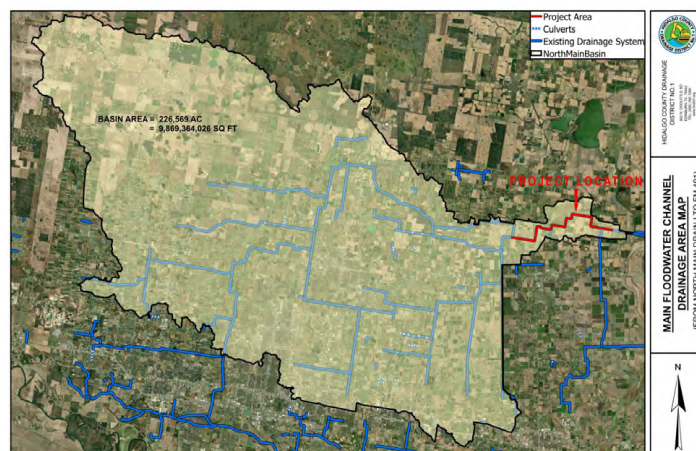 Project Area
Culverts
Existing Drainage System
NorthMainBasin
BASIN AREA = 226,569 AC
= 9,869,364,026 SQ FT
PROJECT LOCATION
HIDALGO COUNTY DRAINAGE
DISTRICT NO.1
MAIN FLOODWATER CHANNEL
DRAINAGE AREA MAP
N